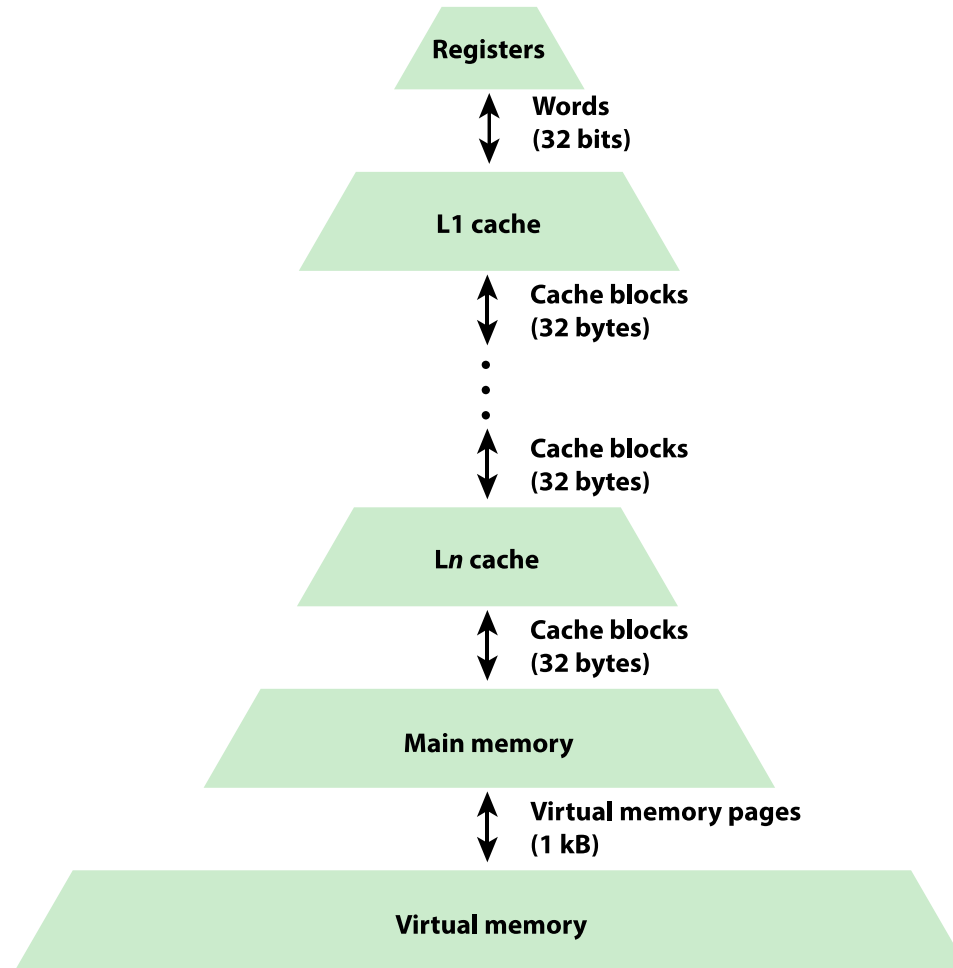 Registers
Words
(32 bits)
L1 cache
Cache blocks
(32 bytes)
Cache blocks
(32 bytes)
Ln cache
Cache blocks
(32 bytes)
Main memory
Virtual memory pages
(1 kB)
Virtual memory